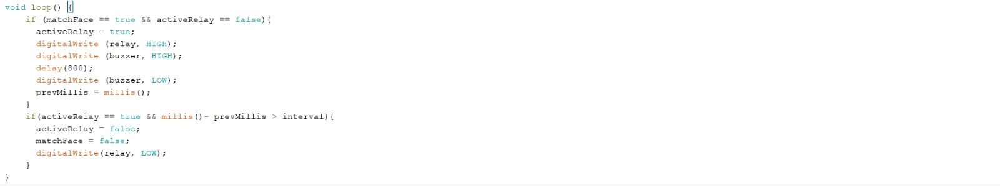 void loop() {
    if (matchFace == true && activeRelay == false){
      activeRelay = true;
      digitalWrite (relay, HIGH);
      digitalWrite (buzzer, HIGH);
      delay(800);
      digitalWrite (buzzer, LOW);
      prevMillis = millis();
    }
    if(activeRelay == true && millis()- prevMillis > interval){
      activeRelay = false;
      matchFace = false;
      digitalWrite(relay, LOW);
    }
}